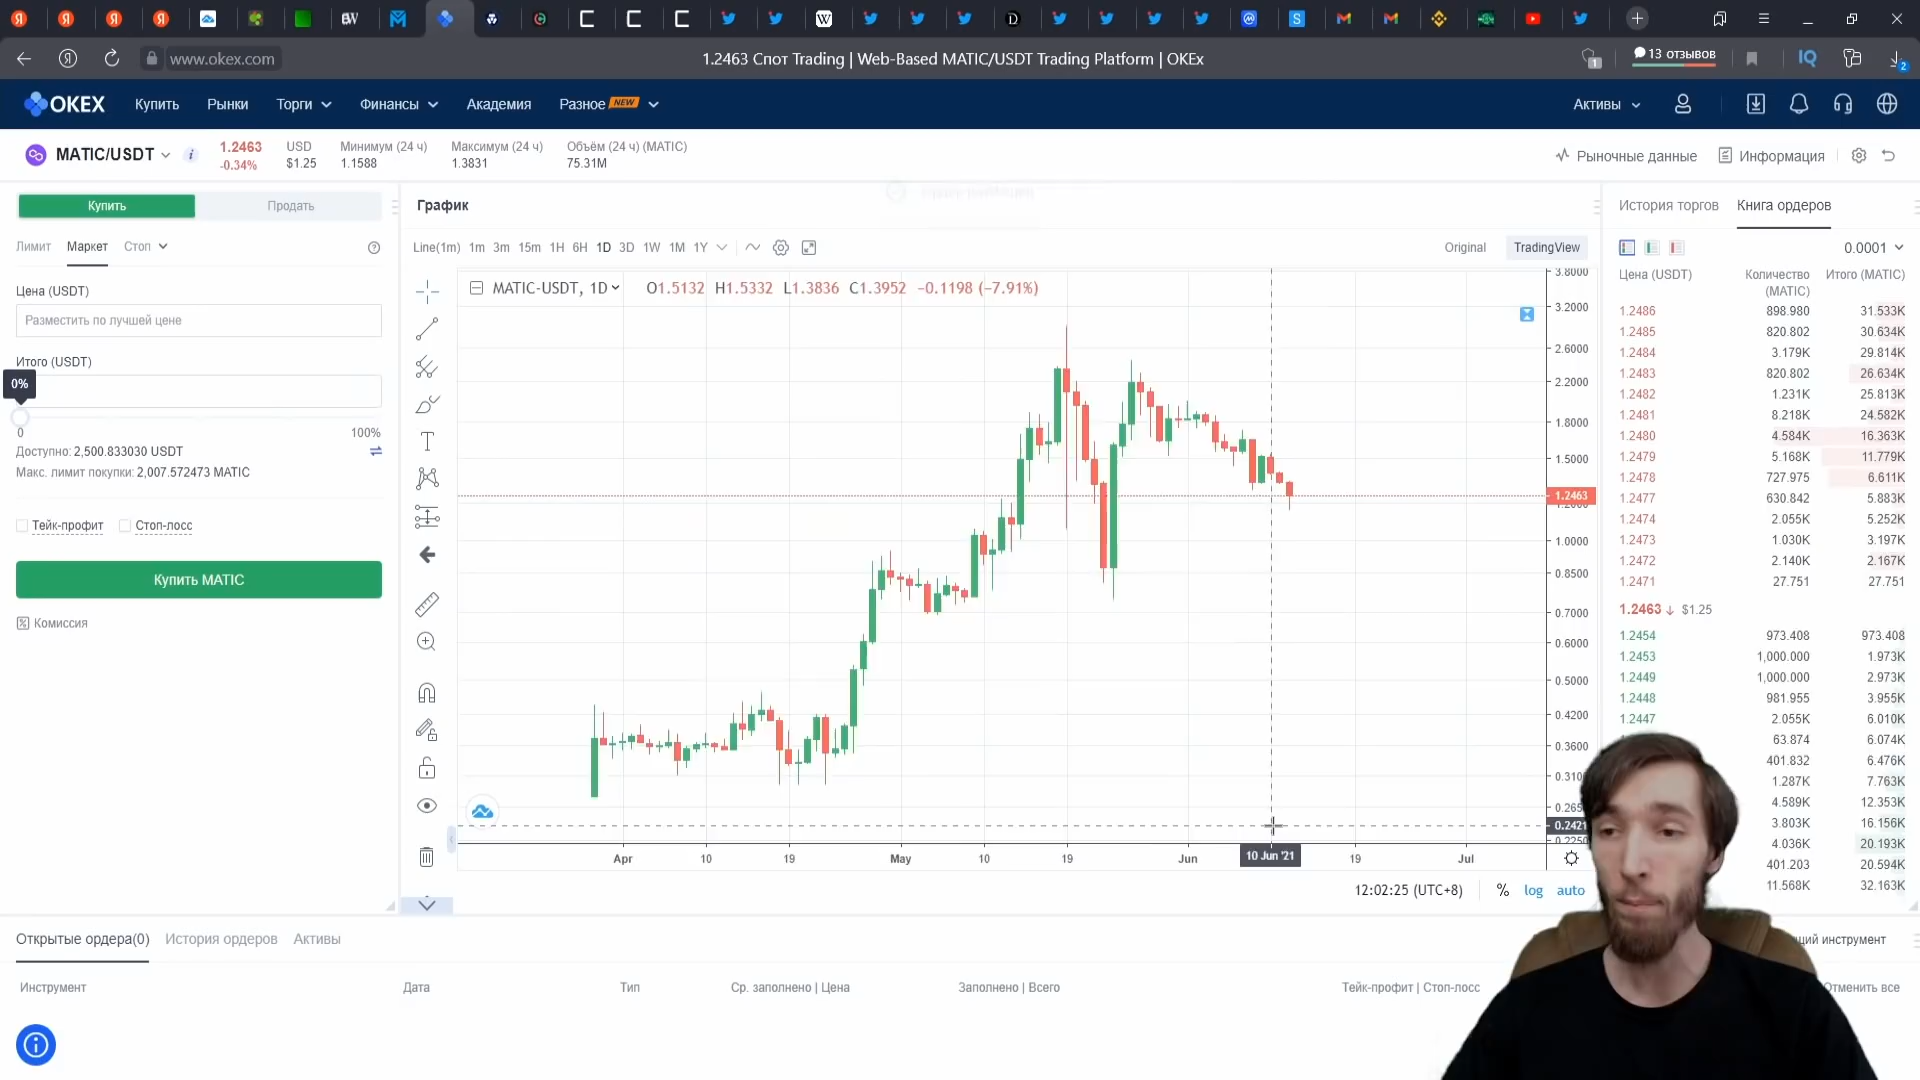 www.okex.com
1.2463 Спот Trading | Web-Based MATIC/USDT Trading Platform | OKEx
13 отзывов
1
IQ
2
OKEX
Купить
Рынки
Торги
Финансы
Академия
Разное NEW
Активы
MATIC/USDT
1.2463
-0.34%
USD
$1.25
Минимум (24 ч)
1.1588
Максимум (24 ч)
1.3831
Объём (24 ч) (MATIC)
75.31M
Рыночные данные
Информация
Купить
Продать
Лимит Маркет Стоп
Цена (USDT)
Разместить по лучшей цене
Итого (USDT)
0%
0 100%
Доступно: 2,500.833030 USDT
Макс. лимит покупки: 2,007.572473 MATIC
Тейк-профит Стоп-лосс
Купить MATIC
Комиссия
График
Line(1m) 1m 3m 15m 1H 6H 1D 3D 1W 1M 1Y
Original TradingView
MATIC-USDT, 1D O1.5132 H1.5332 L1.3836 C1.3952 −0.1198 (−7.91%)
3.8000
3.2000
2.6000
2.2000
1.8000
1.5000
1.2463
1.2000
1.0000
0.8500
0.7000
0.6000
0.5000
0.4200
0.3600
0.3100
0.2421
Apr 10 19 May 10 19 Jun 10 Jun '21 19 Jul
12:02:25 (UTC+8) % log auto
История торгов Книга ордеров
0.0001
Цена (USDT) Количество (MATIC) Итого (MATIC)
1.2486 898.980 31.533K
1.2485 820.802 30.634K
1.2484 3.179K 29.814K
1.2483 820.802 26.634K
1.2482 1.231K 25.813K
1.2481 8.218K 24.582K
1.2480 4.584K 16.363K
1.2479 5.168K 11.779K
1.2478 727.975 6.611K
1.2477 630.842 5.883K
1.2474 2.055K 5.252K
1.2473 1.030K 3.197K
1.2472 2.140K 2.167K
1.2471 27.751 27.751
1.2463 ↓ $1.25
1.2454 973.408 973.408
1.2453 1,000.000 1.973K
1.2449 1,000.000 2.973K
1.2448 981.955 3.955K
1.2447 2.055K 6.010K
63.874 6.074K
401.832 6.476K
1.287K 7.763K
4.589K 12.353K
3.803K 16.156K
4.036K 20.193K
401.203 20.594K
11.568K 32.163K
Открытые ордера(0) История ордеров Активы
инструмент
Инструмент Дата Тип Ср. заполнено | Цена Заполнено | Всего Тейк-профит | Стоп-лосс Отменить все